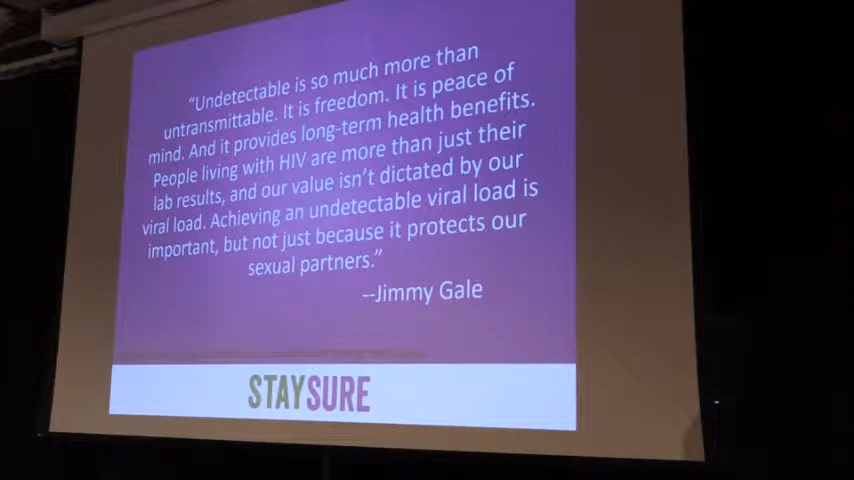 “Undetectable is so much more than
untransmittable. It is freedom. It is peace of
mind. And it provides long-term health benefits.
People living with HIV are more than just their
lab results, and our value isn’t dictated by our
viral load. Achieving an undetectable viral load is
important, but not just because it protects our
sexual partners.”
--Jimmy Gale
STAYSURE